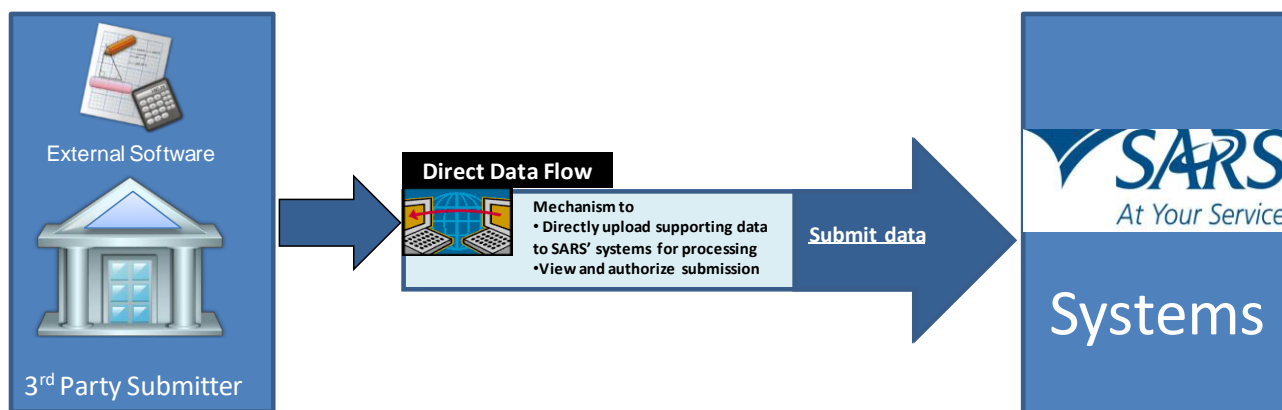 External Software
3rd Party Submitter
Direct Data Flow
Mechanism to
• Directly upload supporting data
to SARS’ systems for processing
•View and authorize submission
Submit data
SARS
At Your Service
Systems